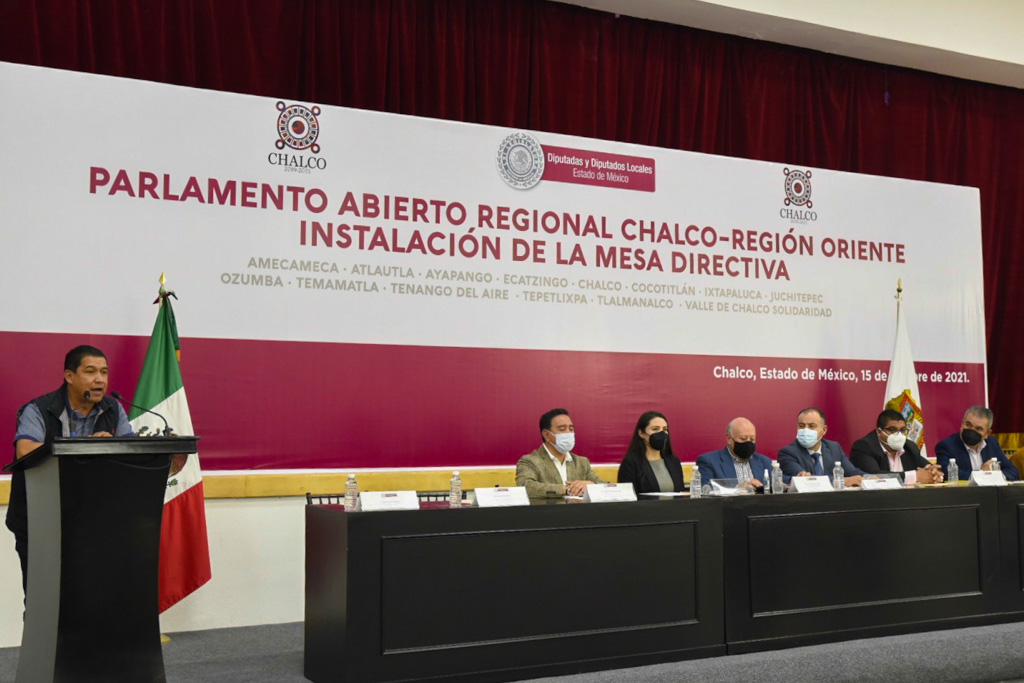 CHALCO
Diputadas y Diputados Locales
Estado de México
CHALCO
PARLAMENTO ABIERTO REGIONAL CHALCO-REGIÓN ORIENTE
INSTALACIÓN DE LA MESA DIRECTIVA
AMECAMECA · ATLAUTLA · AYAPANGO · ECATZINGO · CHALCO · COCOTITLÁN · IXTAPALUCA · JUCHITEPEC
OZUMBA · TEMAMATLA · TENANGO DEL AIRE · TEPETLIXPA · TLALMANALCO · VALLE DE CHALCO SOLIDARIDAD
Chalco, Estado de México, 15 de de 2021.